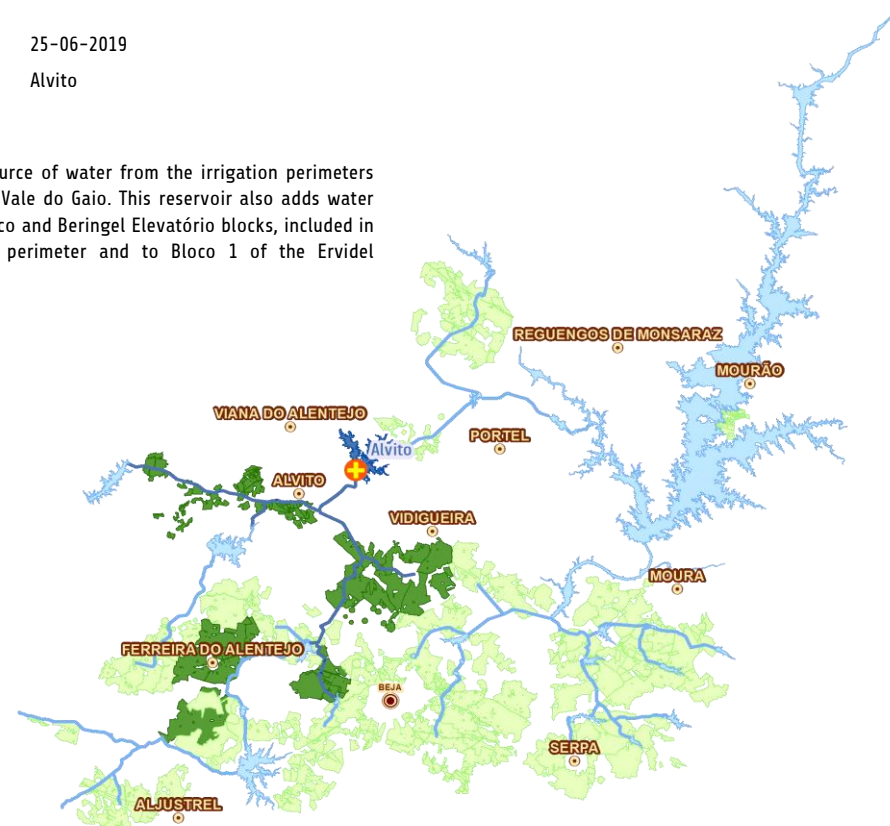 25-06-2019
Alvito
urce of water from the irrigation perimeters
Vale do Gaio. This reservoir also adds water
co and Beringel Elevatório blocks, included in
perimeter and to Bloco 1 of the Ervidel
REGUENGOS DE MONSARAZ
MOURÃO
VIANA DO ALENTEJO
PORTEL
Alvito
ALVITO
VIDIGUEIRA
MOURA
FERREIRA DO ALENTEJO
BEJA
SERPA
ALJUSTREL